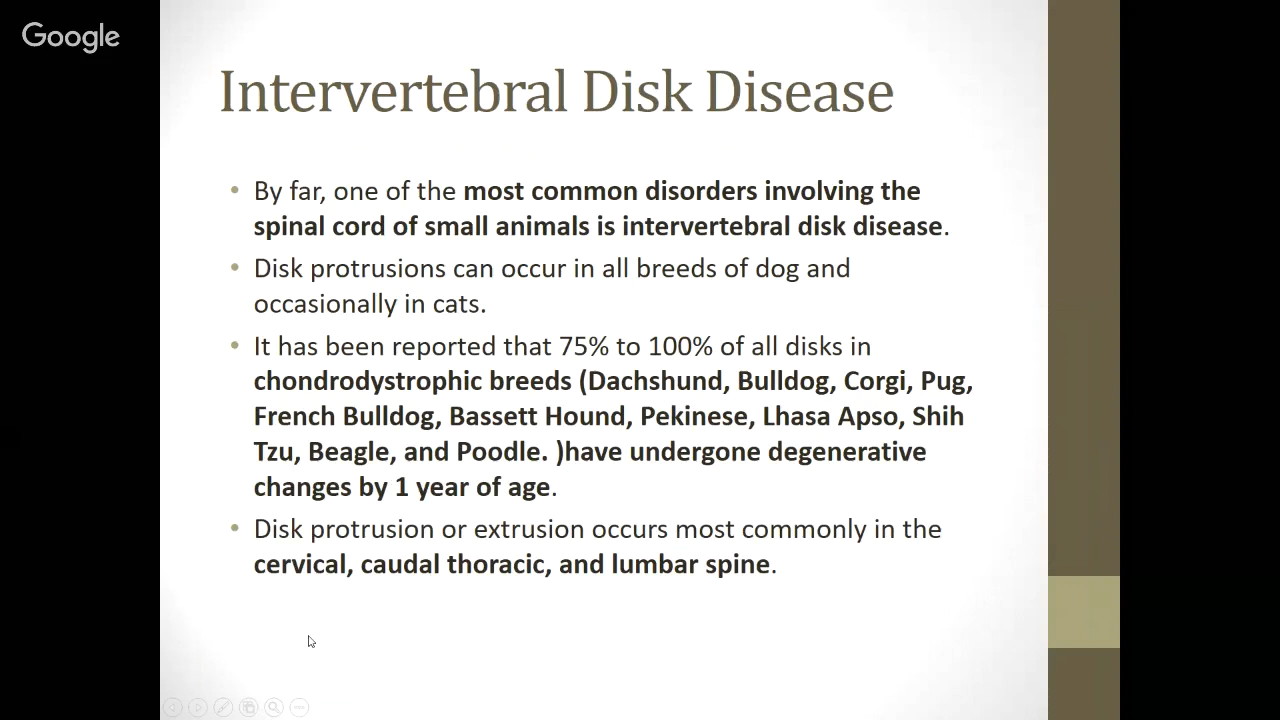 Google
Intervertebral Disk Disease
• By far, one of the most common disorders involving the
spinal cord of small animals is intervertebral disk disease.
• Disk protrusions can occur in all breeds of dog and
occasionally in cats.
• It has been reported that 75% to 100% of all disks in
chondrodystrophic breeds (Dachshund, Bulldog, Corgi, Pug,
French Bulldog, Bassett Hound, Pekinese, Lhasa Apso, Shih
Tzu, Beagle, and Poodle. )have undergone degenerative
changes by 1 year of age.
• Disk protrusion or extrusion occurs most commonly in the
cervical, caudal thoracic, and lumbar spine.